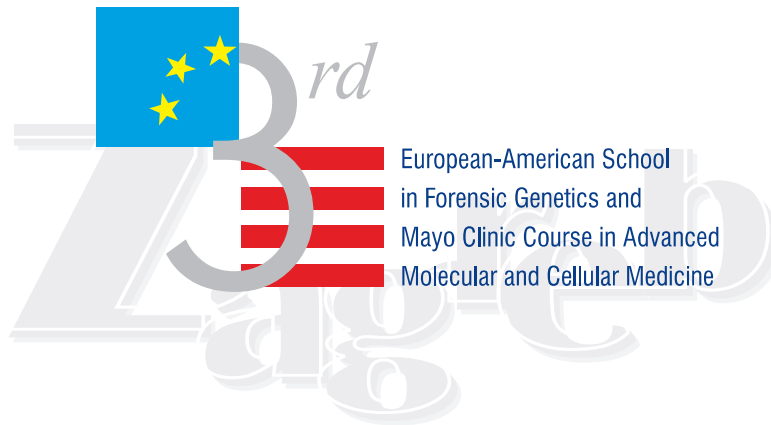 3rd
European-American School
in Forensic Genetics and
Mayo Clinic Course in Advanced
Molecular and Cellular Medicine
Zagreb